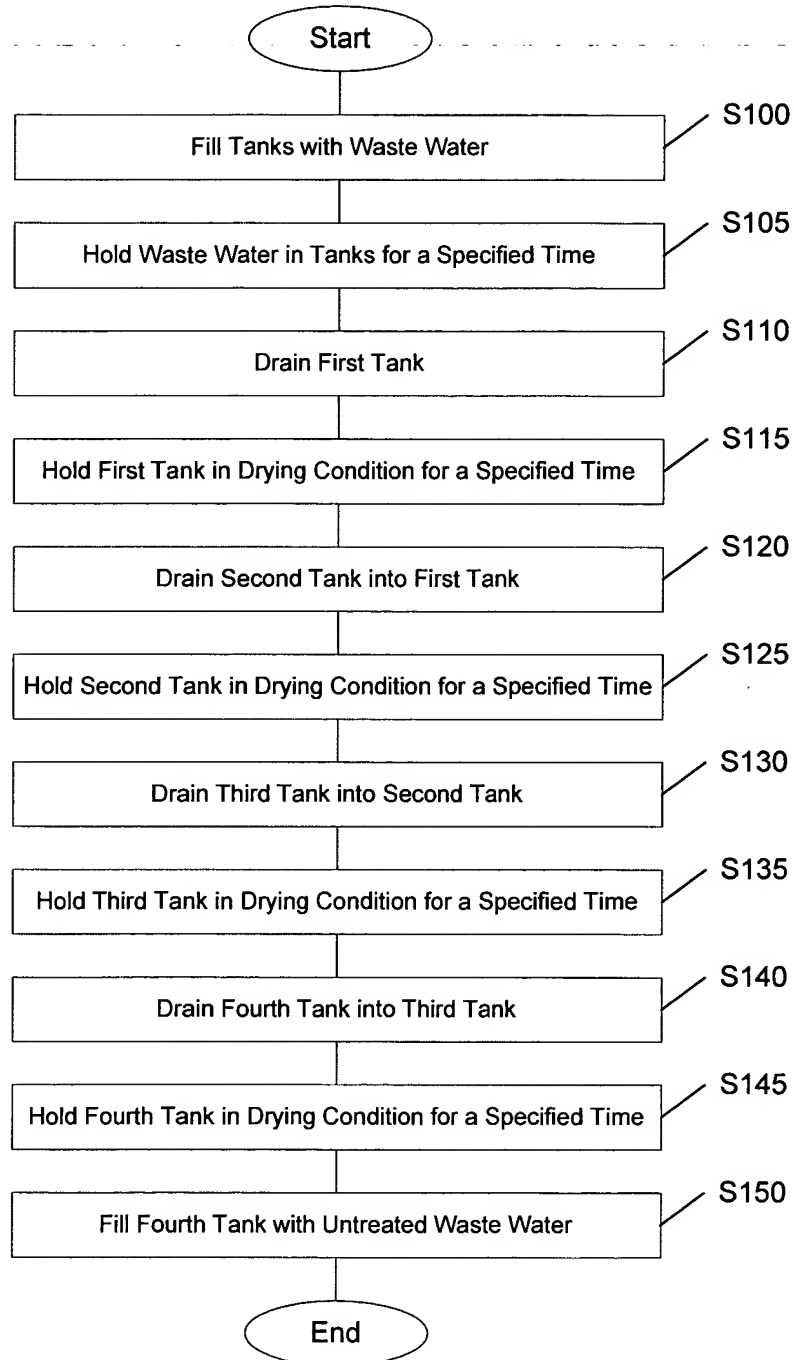 Start
S100
Fill Tanks with Waste Water
S105
Hold Waste Water in Tanks for a Specified Time
S110
Drain First Tank
S115
Hold First Tank in Drying Condition for a Specified Time
S120
Drain Second Tank into First Tank
S125
Hold Second Tank in Drying Condition for a Specified Time
S130
Drain Third Tank into Second Tank
S135
Hold Third Tank in Drying Condition for a Specified Time
S140
Drain Fourth Tank into Third Tank
S145
Hold Fourth Tank in Drying Condition for a Specified Time
S150
Fill Fourth Tank with Untreated Waste Water
End